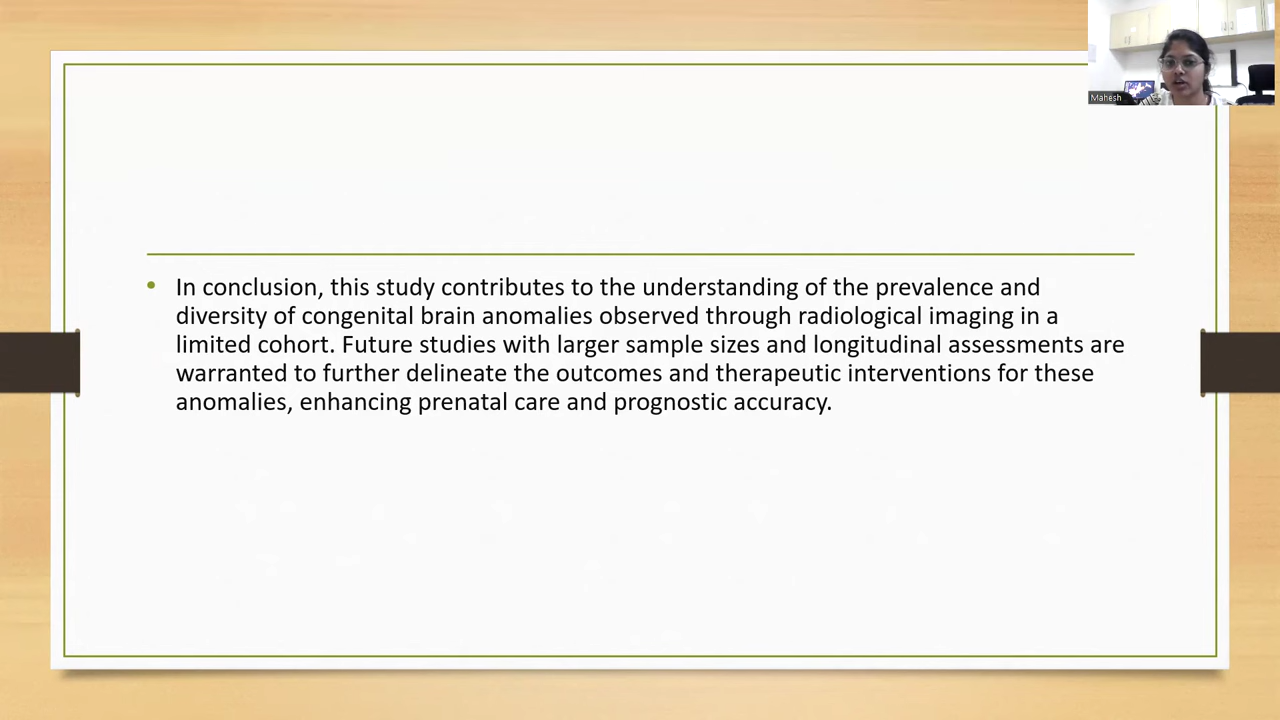 Mahesh
In conclusion, this study contributes to the understanding of the prevalence and
diversity of congenital brain anomalies observed through radiological imaging in a
limited cohort. Future studies with larger sample sizes and longitudinal assessments are
warranted to further delineate the outcomes and therapeutic interventions for these
anomalies, enhancing prenatal care and prognostic accuracy.